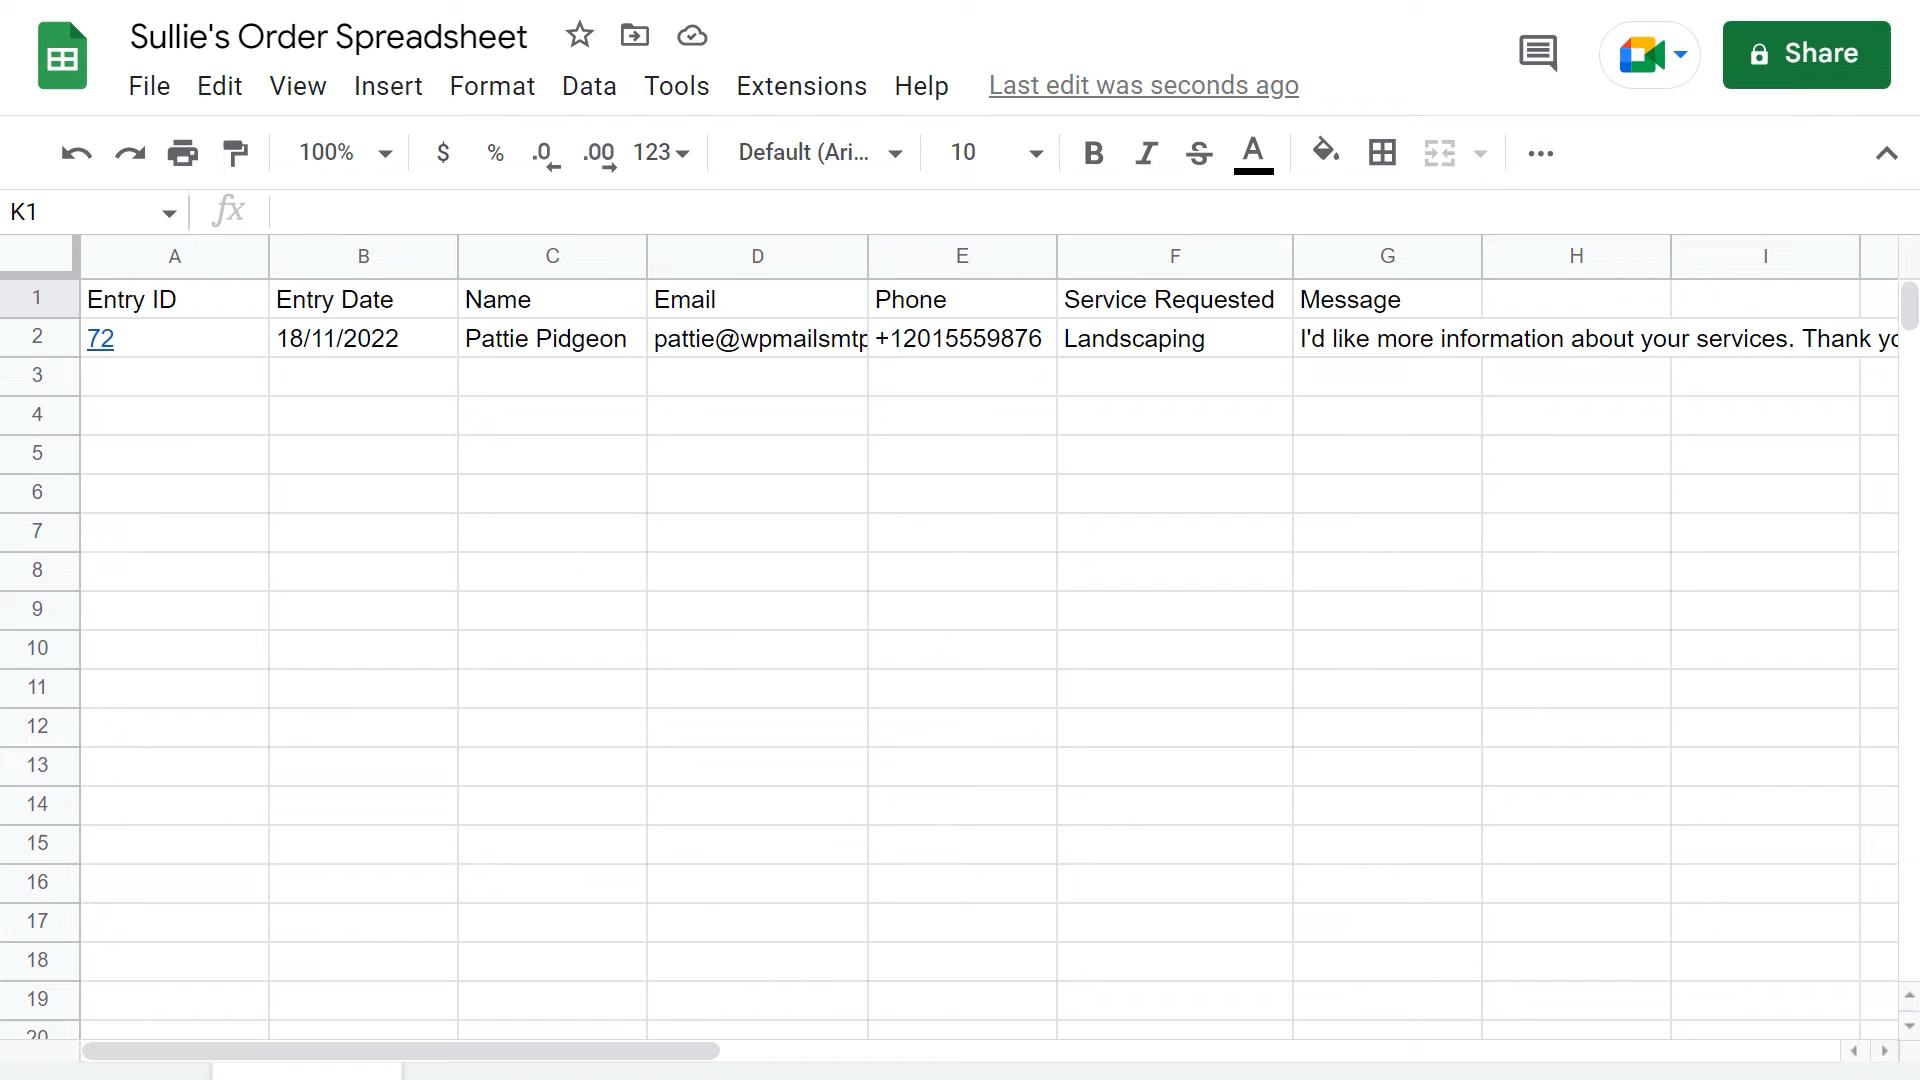 Sullie's Order Spreadsheet
File Edit View Insert Format Data Tools Extensions Help Last edit was seconds ago
Share
100% $ % .0 .00 123 Default (Ari... 10 B I S A
K1 fx
A B C D E F G H I
1 Entry ID Entry Date Name Email Phone Service Requested Message
2 72 18/11/2022 Pattie Pidgeon pattie@wpmailsmtp +12015559876 Landscaping I'd like more information about your services. Thank yo
3
4
5
6
7
8
9
10
11
12
13
14
15
16
17
18
19
20